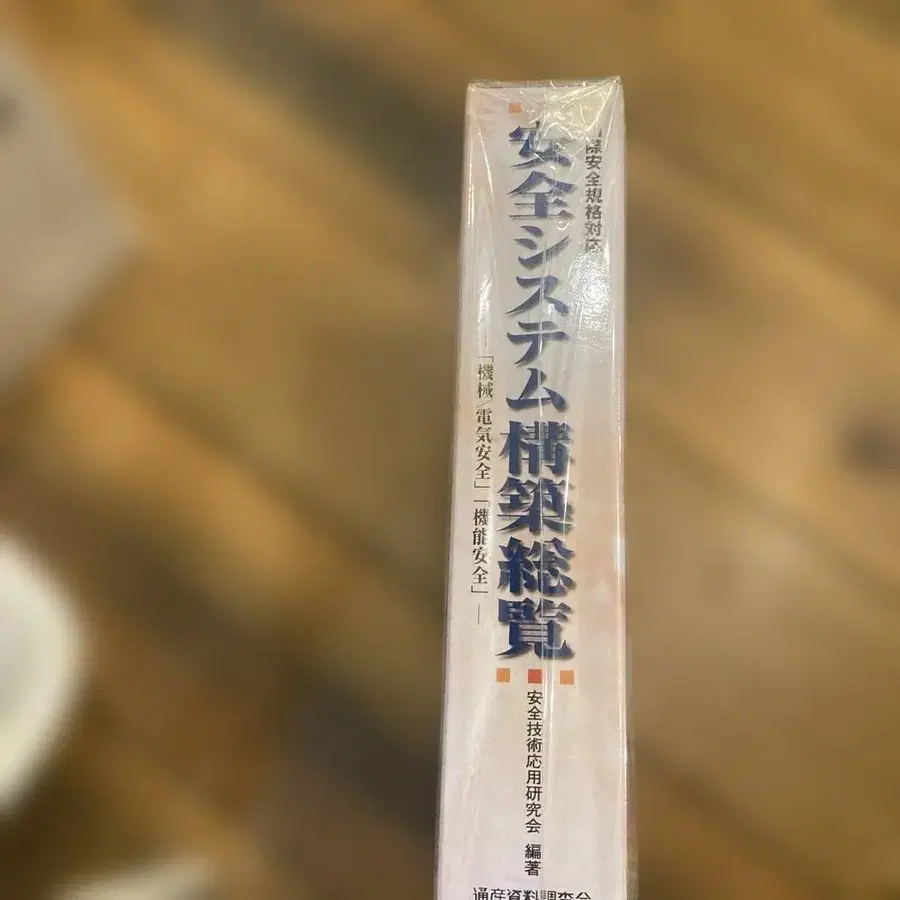 際安全規格対応
安全システム構築総覧
―「機械/電気安全」「機能安全」―
安全技術応用研究会 編著
通産資料調査会